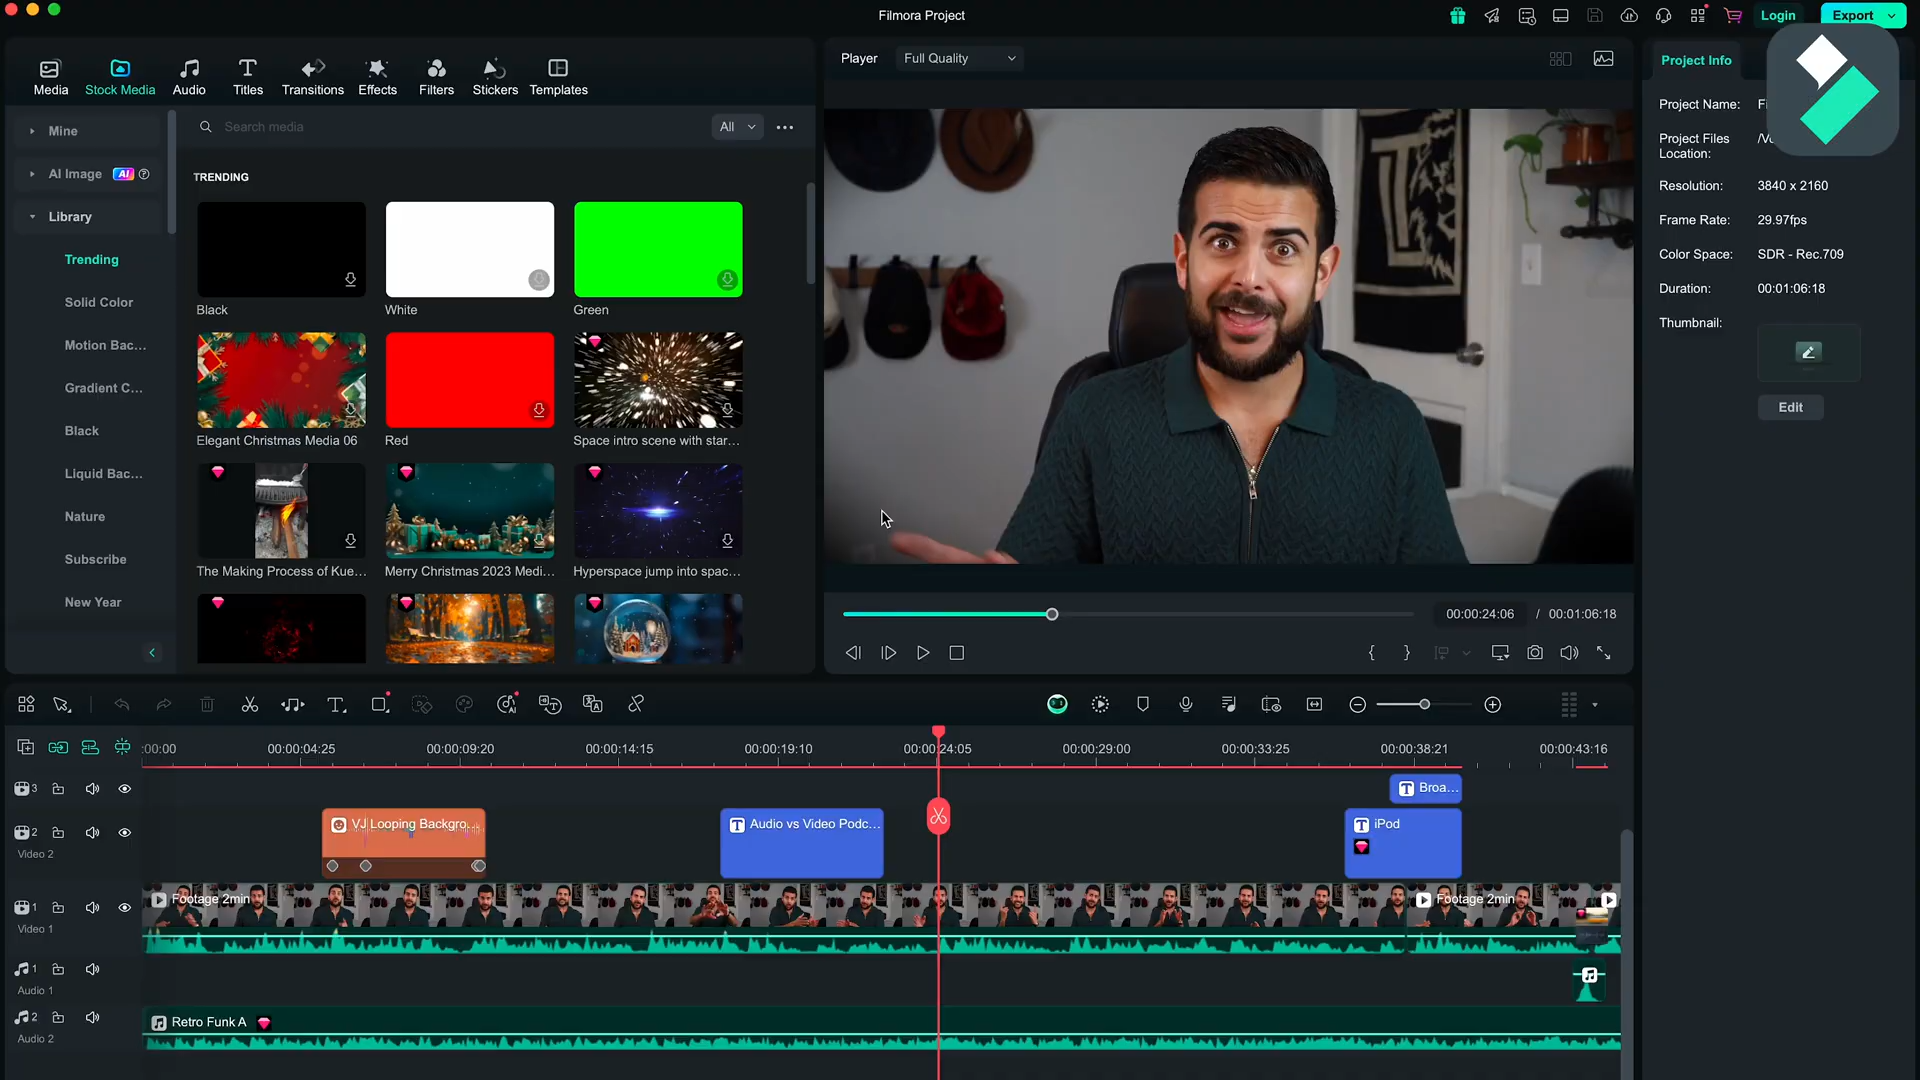 Filmora Project
Login
Export
Media
Stock Media
Audio
Titles
Transitions
Effects
Filters
Stickers
Templates
Player
Full Quality
Project Info
Mine
AI Image
AI
Library
Trending
Solid Color
Motion Bac...
Gradient C...
Black
Liquid Bac...
Nature
Subscribe
New Year
Search media
All
TRENDING
Black
White
Green
Elegant Christmas Media 06
Red
Space intro scene with star...
The Making Process of Kue...
Merry Christmas 2023 Medi...
Hyperspace jump into spac...
Project Name:
Project Files
Location:
Resolution: 3840 x 2160
Frame Rate: 29.97fps
Color Space: SDR - Rec.709
Duration: 00:01:06:18
Thumbnail:
Edit
00:00:24:06 / 00:01:06:18
:00:00
00:00:04:25
00:00:09:20
00:00:14:15
00:00:19:10
00:00:24:05
00:00:29:00
00:00:33:25
00:00:38:21
00:00:43:16
3
T Broa...
2
Video 2
VJ Looping Backgro...
T Audio vs Video Podc...
T iPod
1
Video 1
Footage 2min
Footage 2min
1
Audio 1
2
Audio 2
Retro Funk A